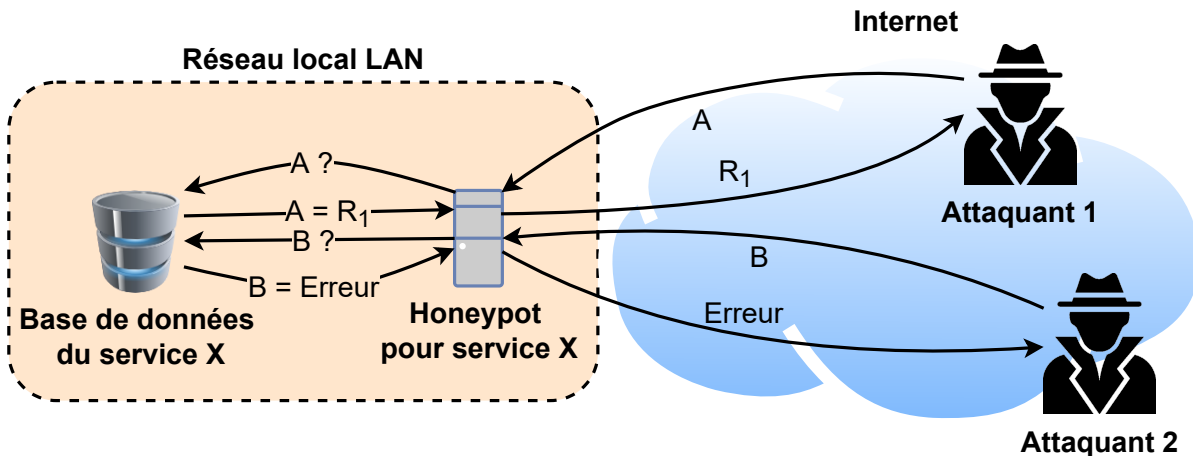 Internet
Réseau local LAN
A
A ?
R₁
A = R₁
Attaquant 1
B ?
B
B = Erreur
Erreur
Base de données
du service X
Honeypot
pour service X
Attaquant 2